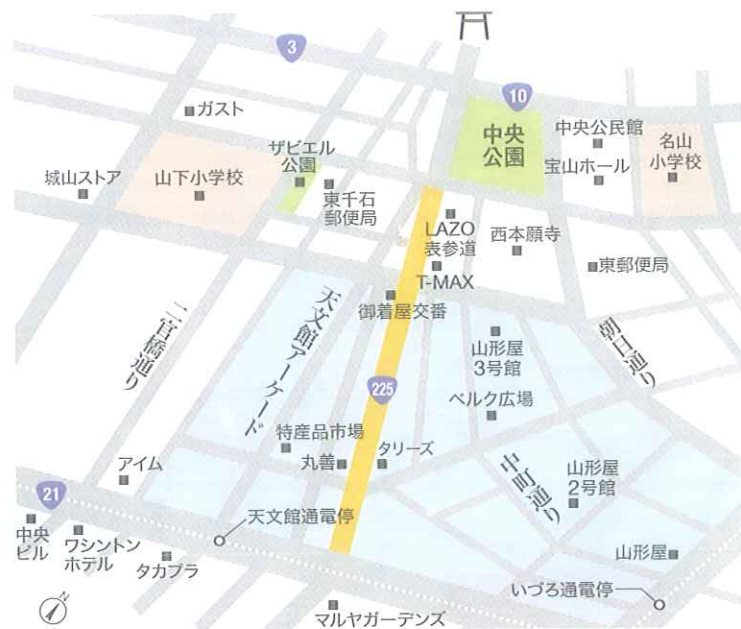 3
10
ガスト
中央
公園
中央公民館
名山
小学校
ザビエル
公園
宝山ホール
城山ストア
山下小学校
東千石
郵便局
LAZO
表参道
西本願寺
東郵便局
T-MAX
御着屋交番
二官橋通り
天文館アーケード
朝日通り
山形屋
3号館
225
ベルク広場
特産品市場
丸善
タリーズ
中町通り
山形屋
2号館
アイム
21
天文館通電停
中央
ビル
ワシントン
ホテル
タカプラ
山形屋
いづろ通電停
マルヤガーデンズ
N